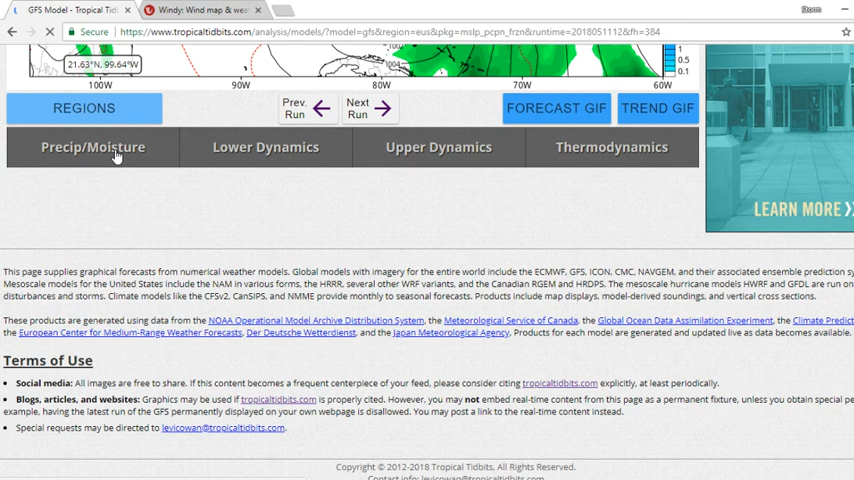 GFS Model - Tropical Tid
Windy: Wind map & wea
Storm
Secure
https://www.tropicaltidbits.com/analysis/models/?model=gfs&region=eus&pkg=mslp_pcpn_frzn&runtime=2018051112&fh=384
21.63°N, 99.64°W
1002
1004
1
0.5
0.1
100W
90W
80W
70W
60W
REGIONS
Prev. Run
Next Run
FORECAST GIF
TREND GIF
Precip/Moisture
Lower Dynamics
Upper Dynamics
Thermodynamics
LEARN MORE
This page supplies graphical forecasts from numerical weather models. Global models with imagery for the entire world include the ECMWF, GFS, ICON, CMC, NAVGEM, and their associated ensemble prediction sy
Mesoscale models for the United States include the NAM in various forms, the HRRR, several other WRF variants, and the Canadian RGEM and HRDPS. The mesoscale hurricane models HWRF and GFDL are run on
disturbances and storms. Climate models like the CFSv2, CanSIPS, and NMME provide monthly to seasonal forecasts. Products include map displays, model-derived soundings, and vertical cross sections.
These products are generated using data from the NOAA Operational Model Archive Distribution System, the Meteorological Service of Canada, the Global Ocean Data Assimilation Experiment, the Climate Predict
the European Center for Medium-Range Weather Forecasts, Der Deutsche Wetterdienst, and the Japan Meteorological Agency. Products for each model are generated and updated live as data becomes available.
Terms of Use
• Social media: All images are free to share. If this content becomes a frequent centerpiece of your feed, please consider citing tropicaltidbits.com explicitly, at least periodically.
• Blogs, articles, and websites: Graphics may be used if tropicaltidbits.com is properly cited. However, you may not embed real-time content from this page as a permanent fixture, unless you obtain special pe
example, having the latest run of the GFS permanently displayed on your own webpage is disallowed. You may post a link to the real-time content instead.
• Special requests may be directed to levicowan@tropicaltidbits.com.
Copyright © 2012-2018 Tropical Tidbits, All Rights Reserved.
Contact info: levicowan@tropicaltidbits.com